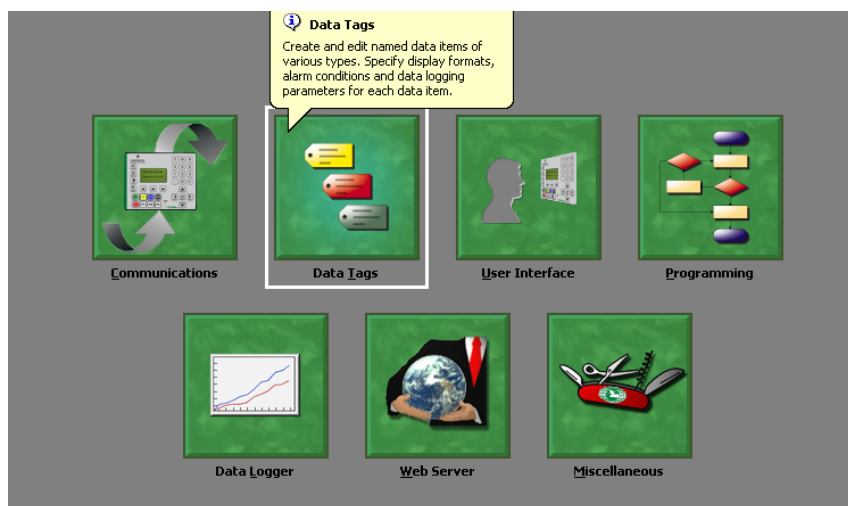 Data Tags
Create and edit named data items of
various types. Specify display formats,
alarm conditions and data logging
parameters for each data item.
Communications
Data Tags
User Interface
Programming
Data Logger
Web Server
Miscellaneous